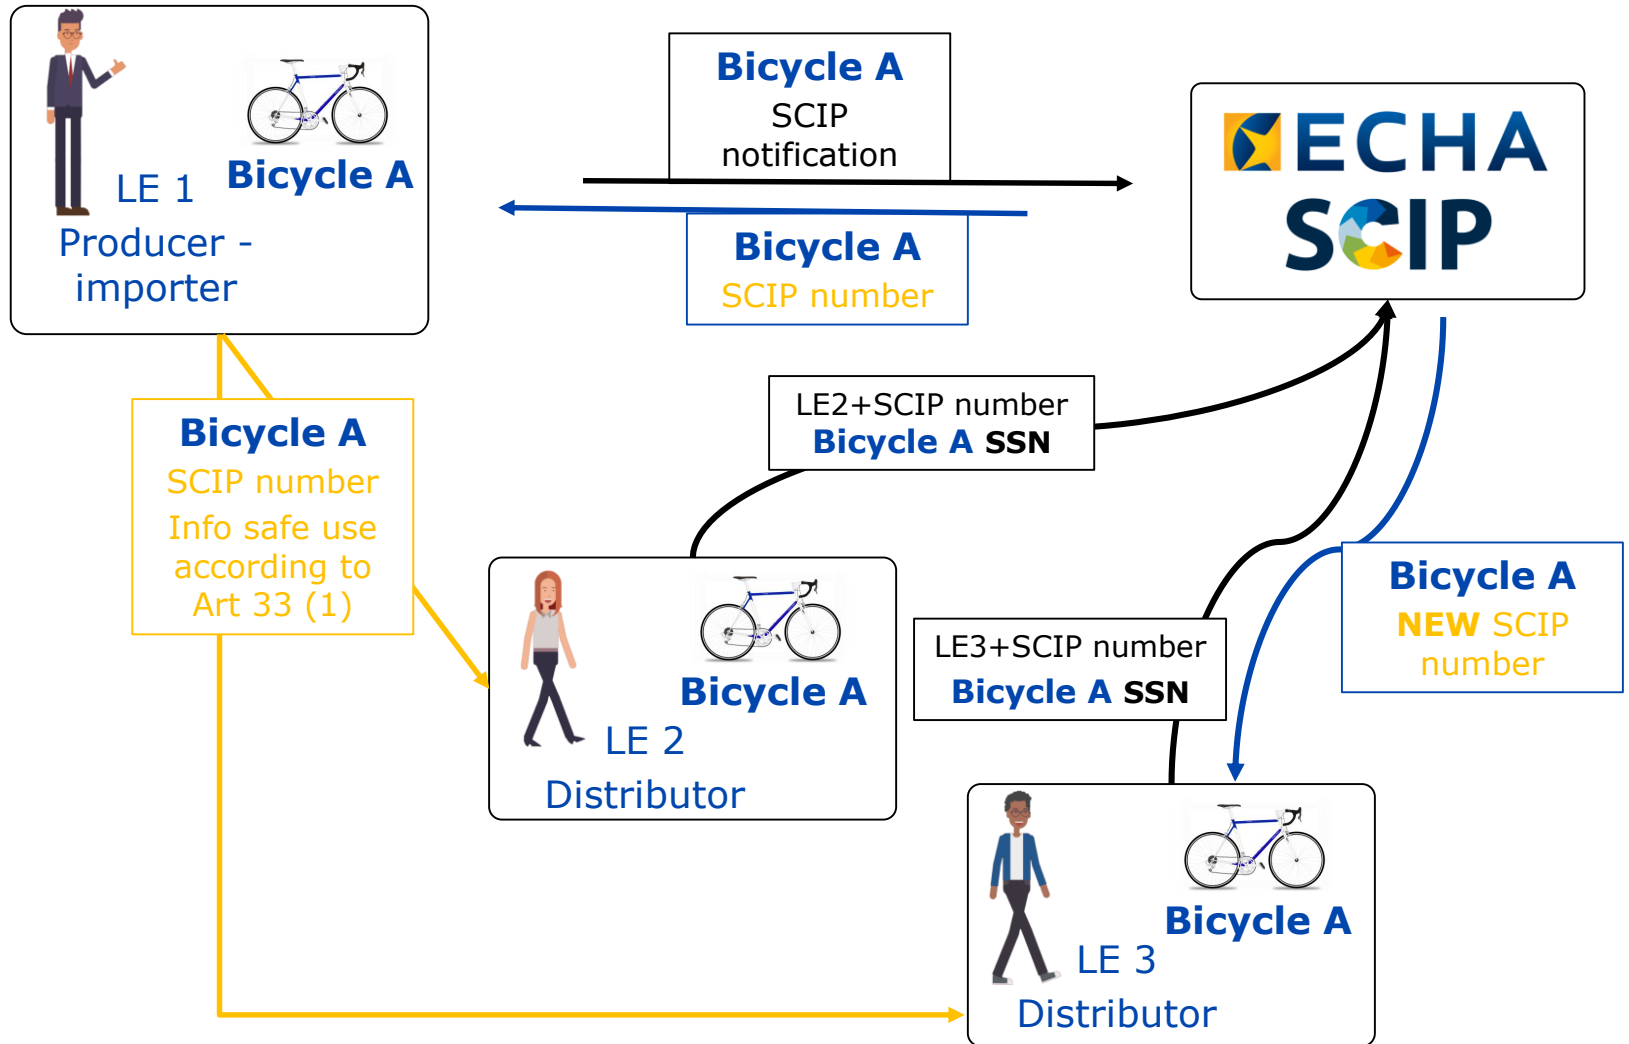 LE 1
Bicycle A
Producer -
importer
Bicycle A
SCIP
notification
Bicycle A
SCIP number
ECHA
SCIP
Bicycle A
SCIP number
Info safe use
according to
Art 33 (1)
LE2+SCIP number
Bicycle A SSN
Bicycle A
LE 2
Distributor
LE3+SCIP number
Bicycle A SSN
Bicycle A
NEW SCIP
number
Bicycle A
LE 3
Distributor